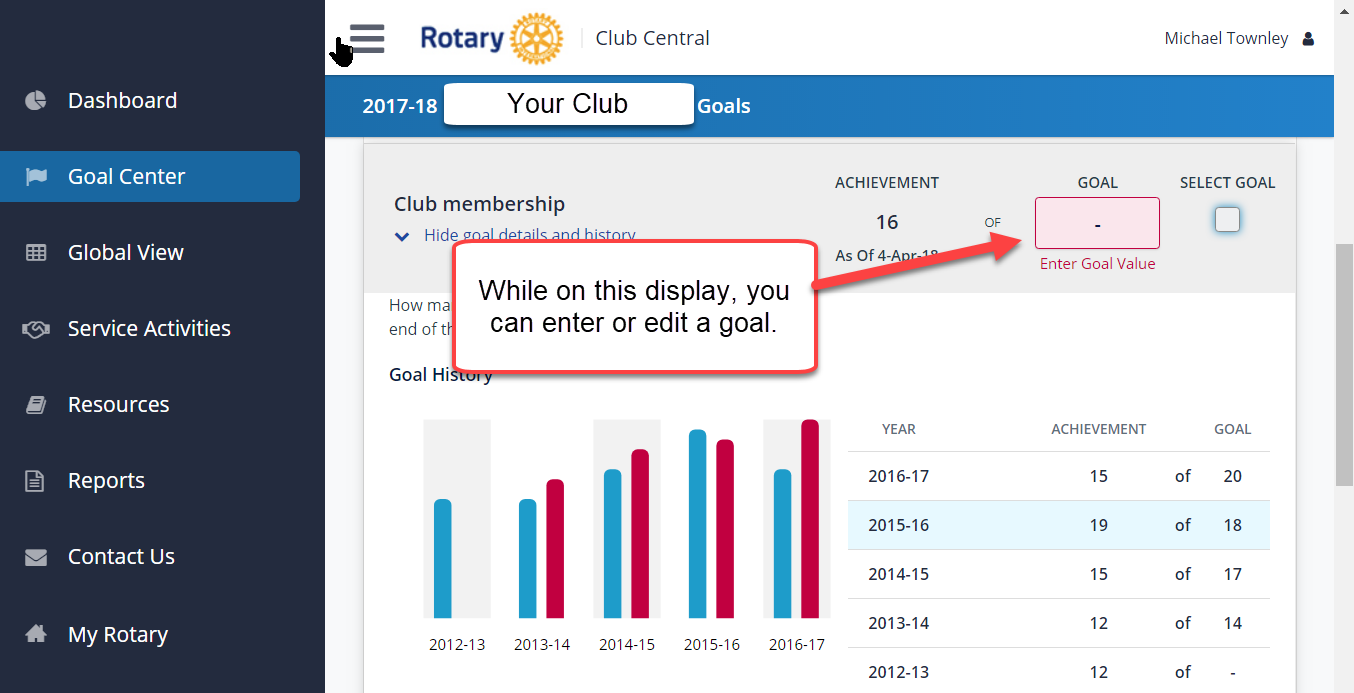 Rotary Club Central
Michael Townley
Dashboard
Goal Center
Global View
Service Activities
Resources
Reports
Contact Us
My Rotary
2017-18 Your Club Goals
Club membership
Hide goal details and history
ACHIEVEMENT
16
As Of 4-Apr-18
OF
GOAL
-
Enter Goal Value
SELECT GOAL
While on this display, you
can enter or edit a goal.
How
end of
Goal History
2012-13 2013-14 2014-15 2015-16 2016-17
YEAR ACHIEVEMENT GOAL
2016-17 15 of 20
2015-16 19 of 18
2014-15 15 of 17
2013-14 12 of 14
2012-13 12 of -